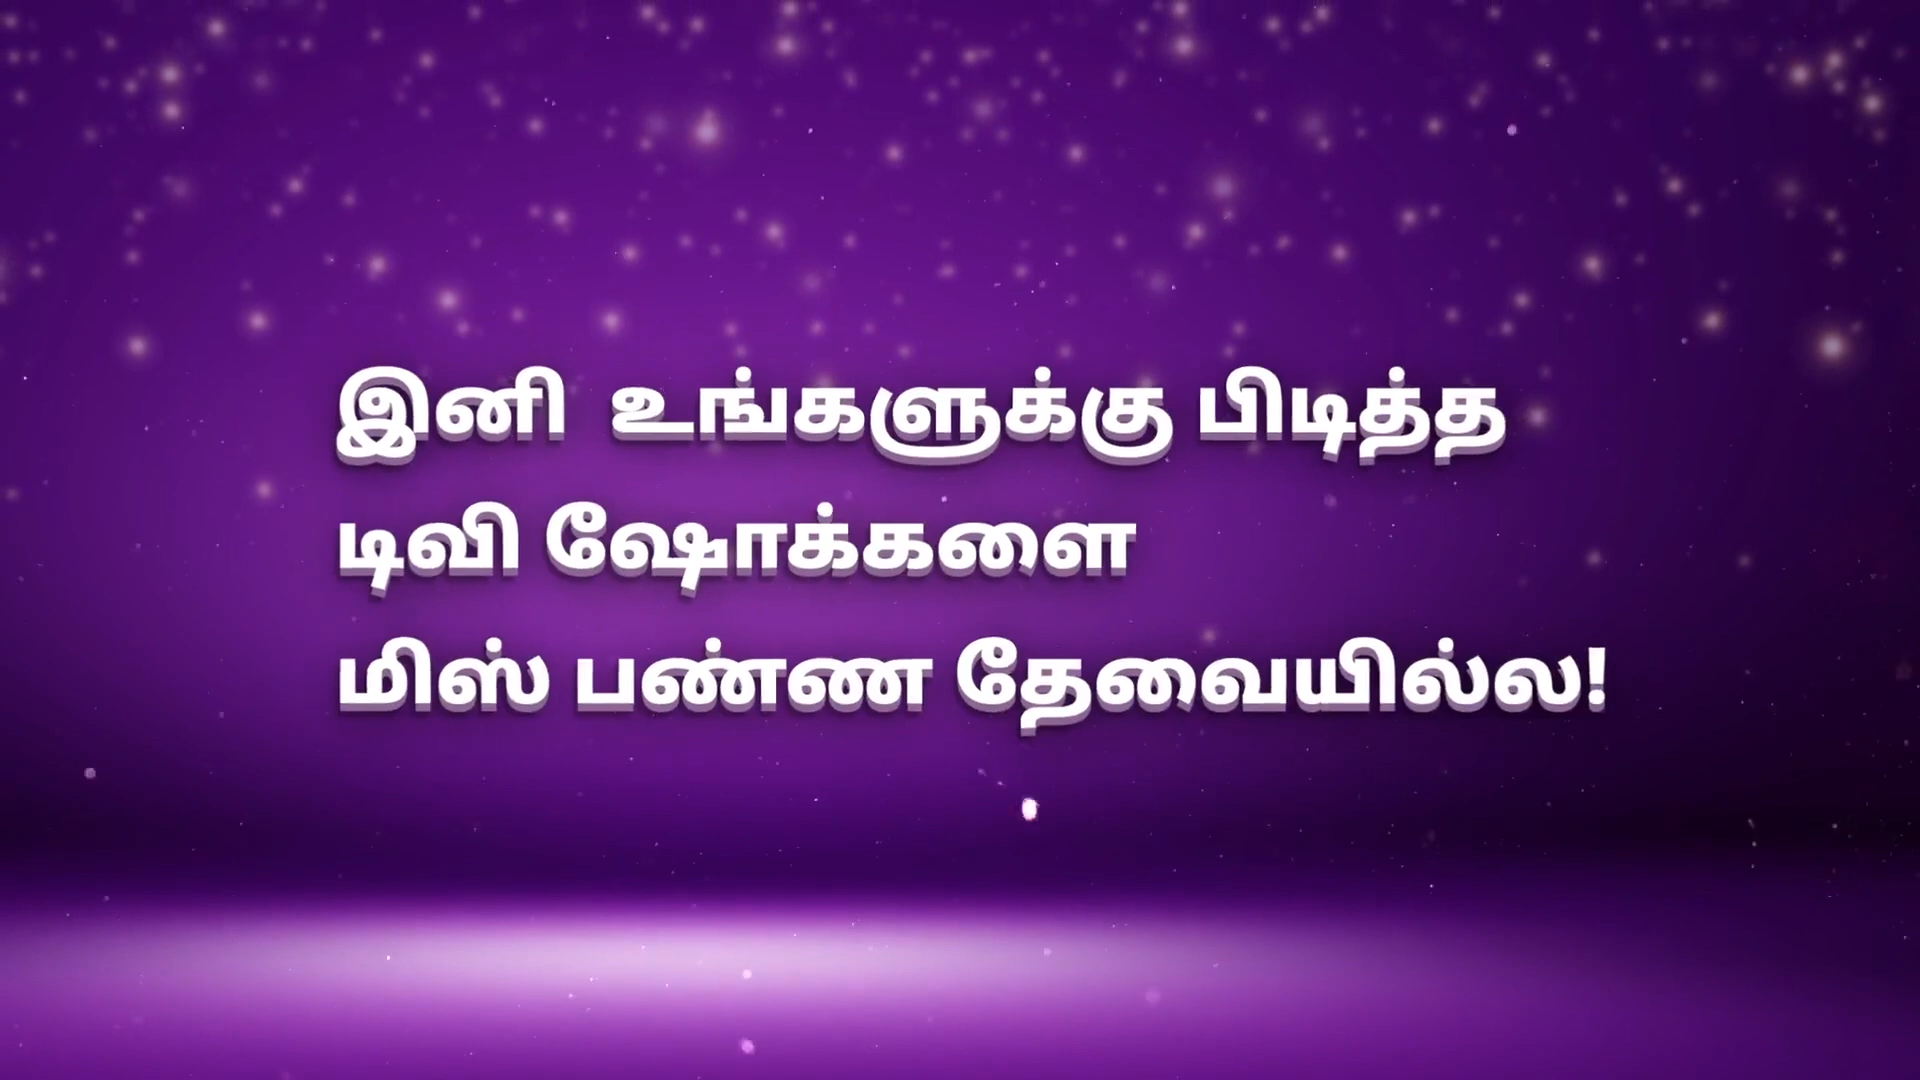 இனி உங்களுக்கு பிடித்த
டிவி ஷோக்களை
மிஸ் பண்ண தேவையில்ல!